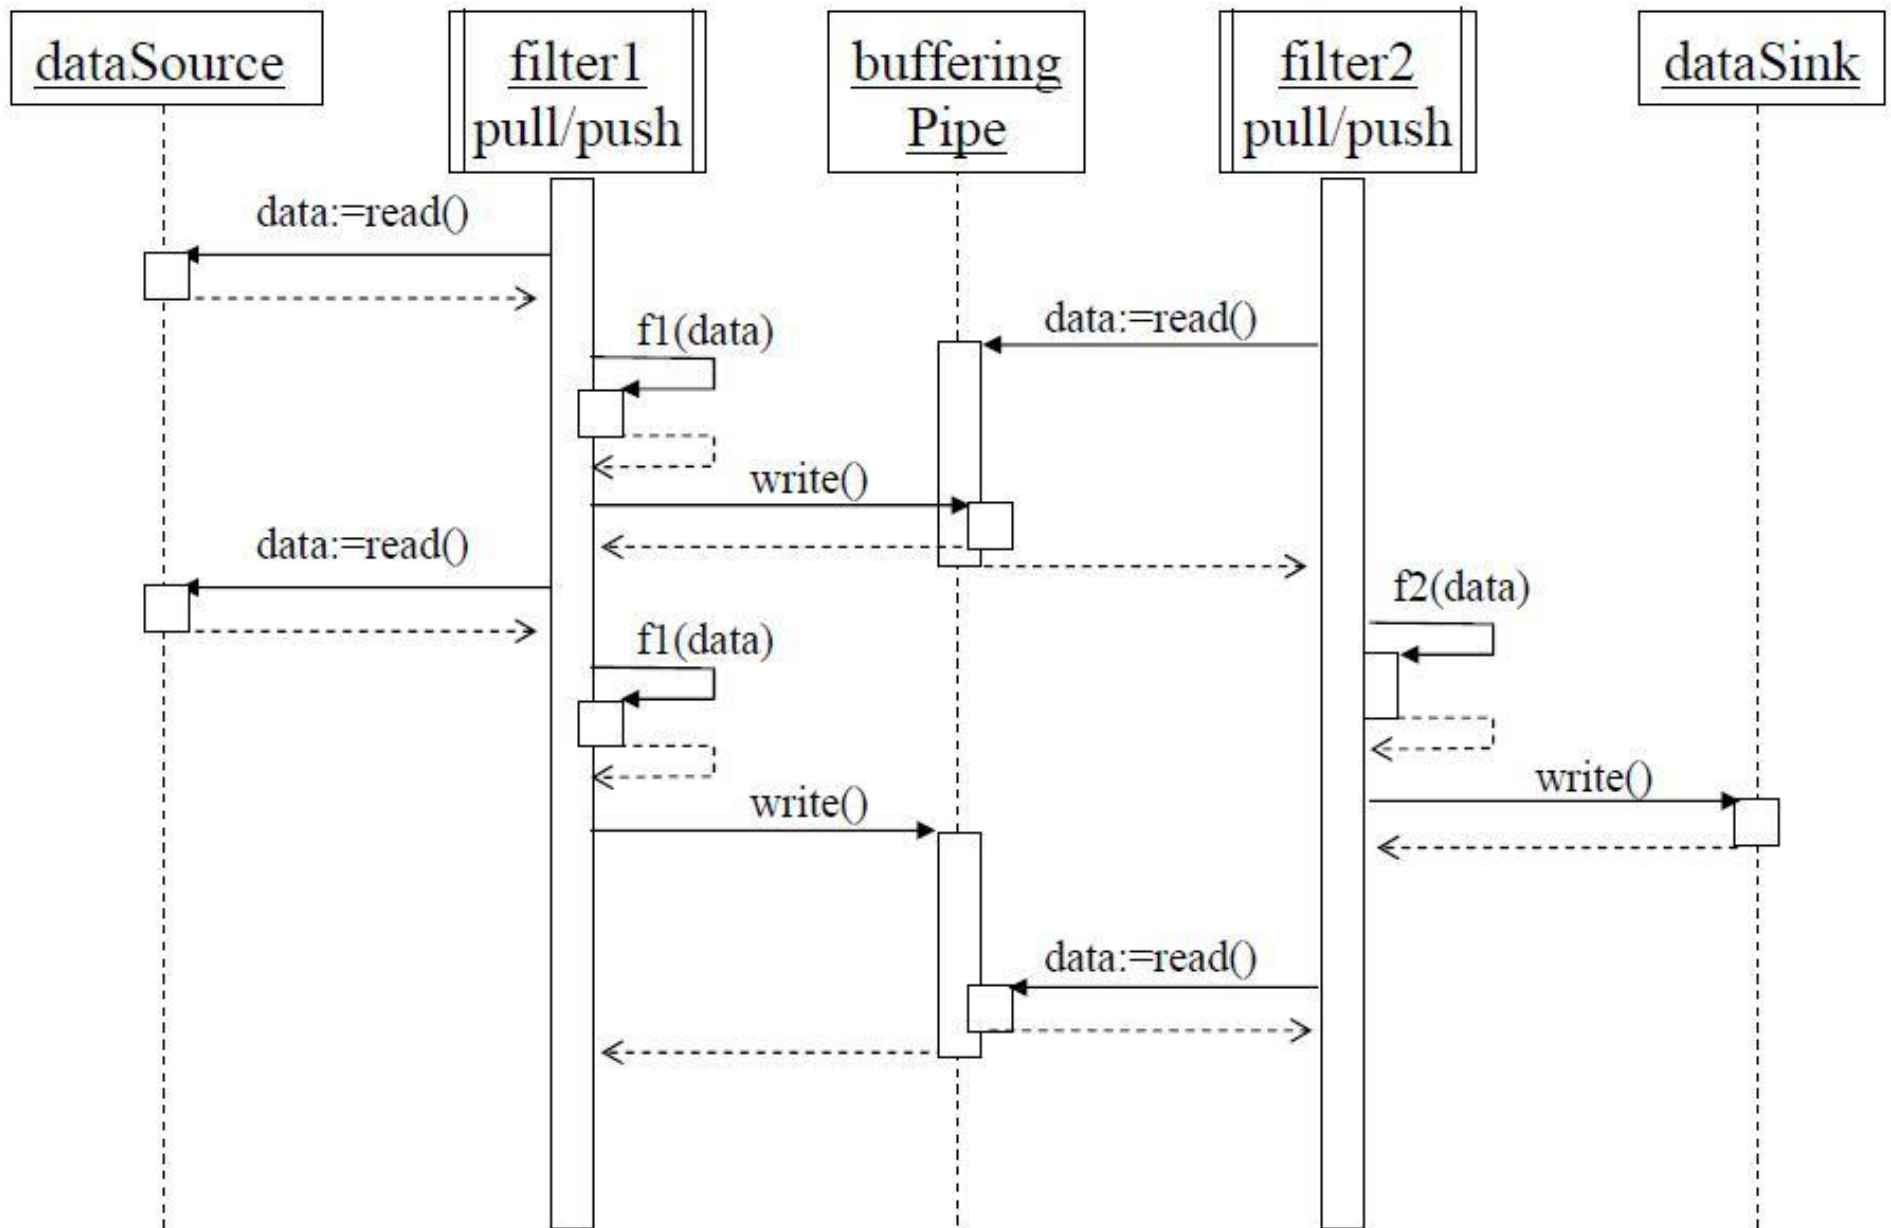 dataSource
filter1
pull/push
buffering
Pipe
filter2
pull/push
dataSink
data:=read()
data:=read()
f1(data)
write()
data:=read()
f2(data)
f1(data)
write()
write()
data:=read()